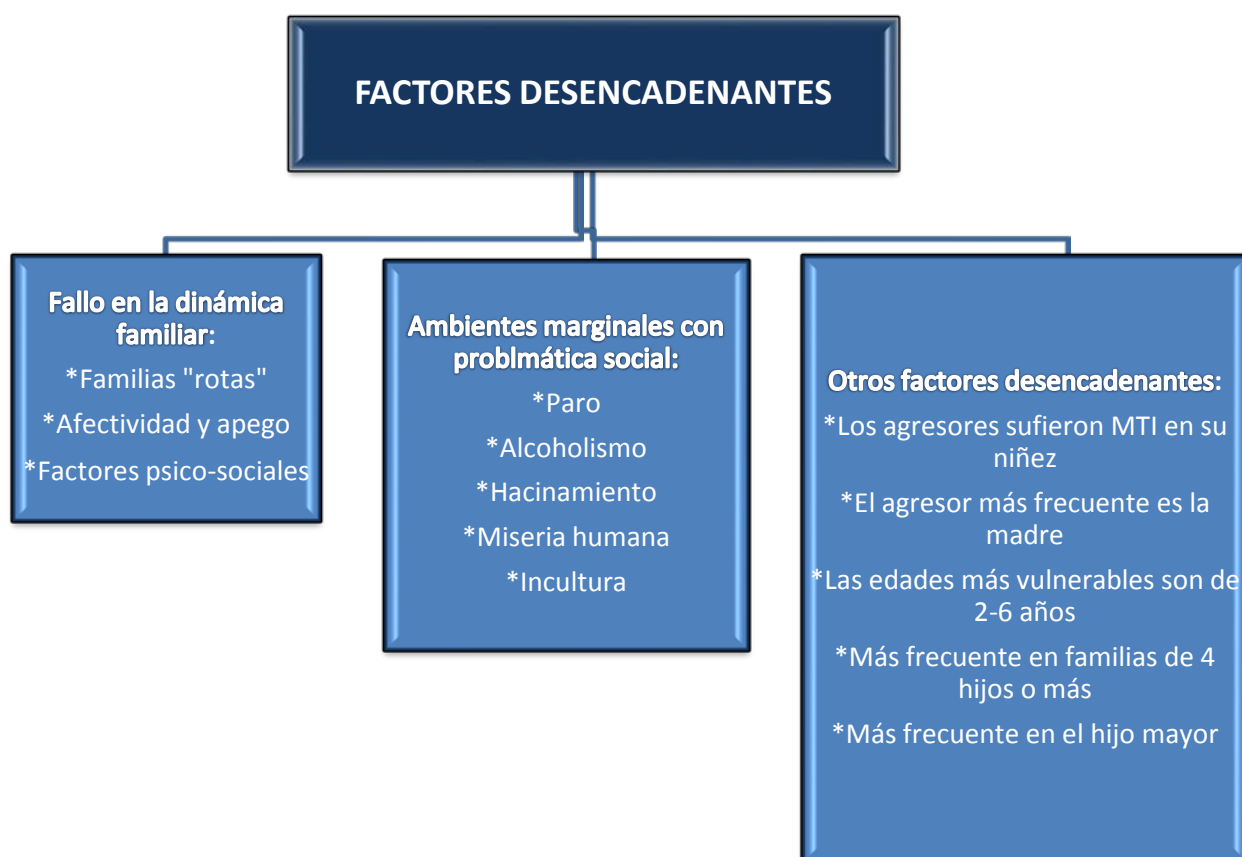 FACTORES DESENCADENANTES
Fallo en la dinámica
familiar:
*Familias "rotas"
*Afectividad y apego
*Factores psico-sociales
Ambientes marginales con
problmática social:
*Paro
*Alcoholismo
*Hacinamiento
*Miseria humana
*Incultura
Otros factores desencadenantes:
*Los agresores sufieron MTI en su
niñez
*El agresor más frecuente es la
madre
*Las edades más vulnerables son de
2-6 años
*Más frecuente en familias de 4
hijos o más
*Más frecuente en el hijo mayor